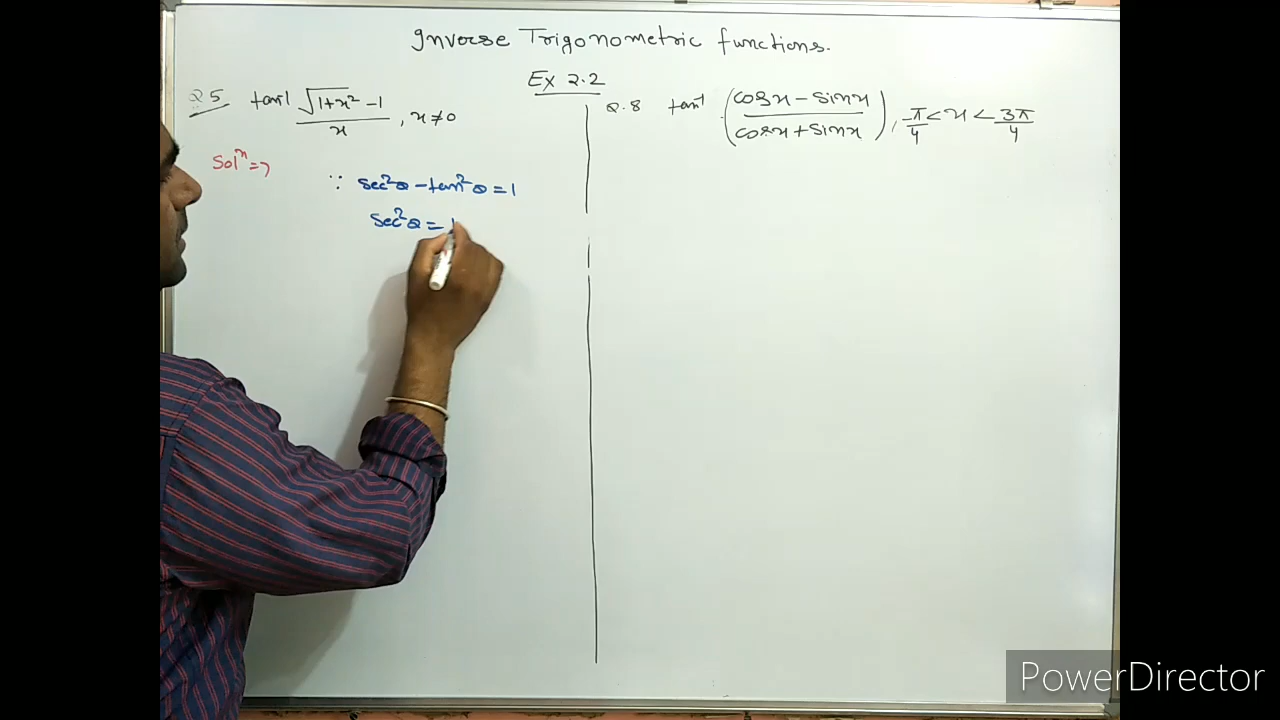 Inverse Trigonometric functions.
Ex 2.2
Q5 tan⁻¹ (√(1+x²) -1)/x , x≠0
Solⁿ =>
∵ sec²θ - tan²θ = 1
sec²θ = 1
Q.8 tan⁻¹ ((cosx - sinx)/(cosx + sinx)) , -π/4 < x < 3π/4
PowerDirector